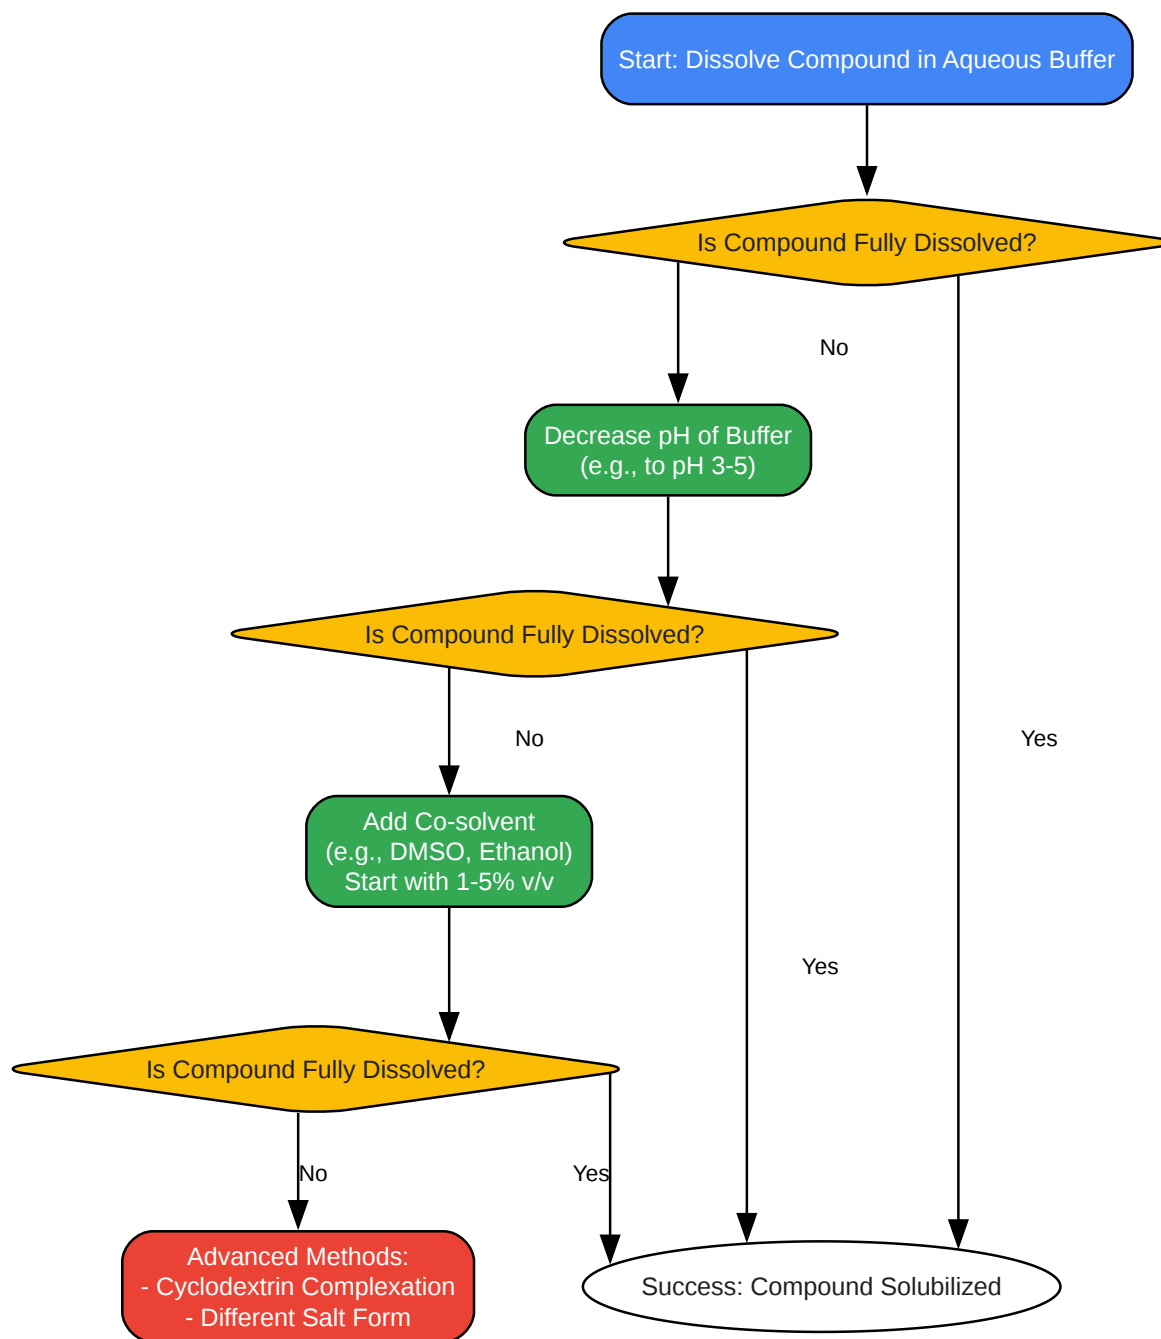 Start: Dissolve Compound in Aqueous Buffer
Is Compound Fully Dissolved?
No
Decrease pH of Buffer
(e.g., to pH 3-5)
Is Compound Fully Dissolved?
No
Yes
Add Co-solvent
(e.g., DMSO, Ethanol)
Start with 1-5% v/v
Yes
Is Compound Fully Dissolved?
No
Yes
Advanced Methods:
- Cyclodextrin Complexation
- Different Salt Form
Success: Compound Solubilized